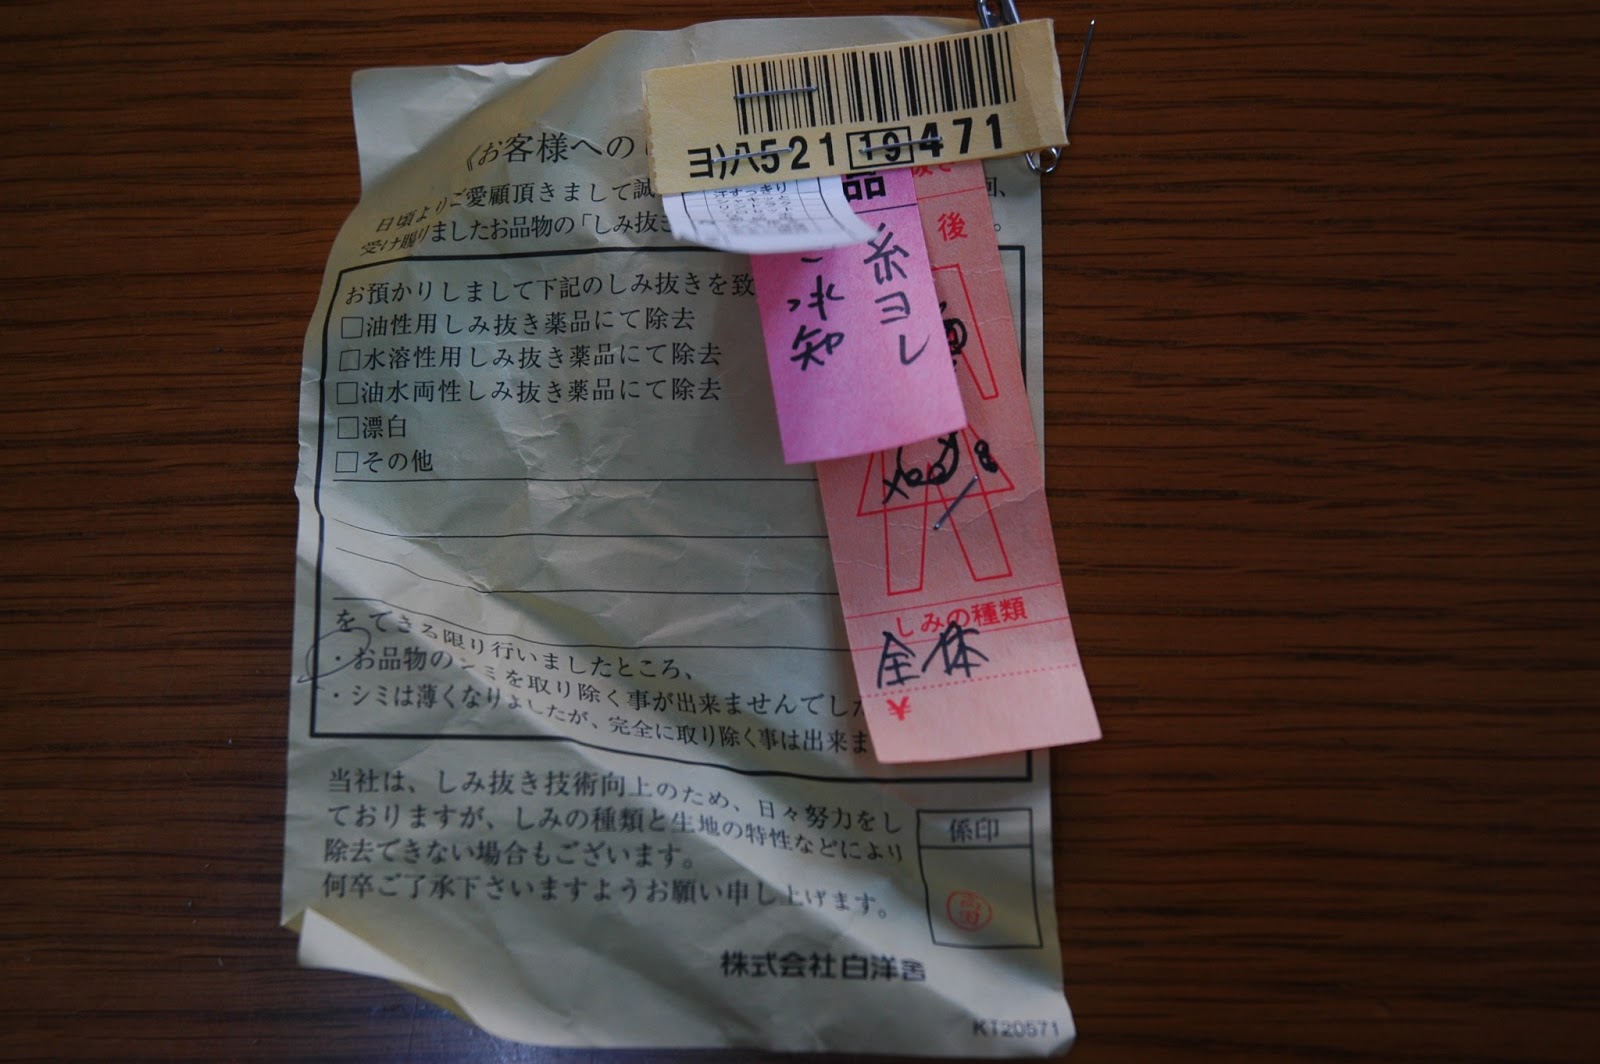 ヨ)八521 19 471
《お客様への
日頃よりご愛顧頂きまして誠
受け賜りましたお品物の「しみ抜き
お預かりしまして下記のしみ抜きを致
□油性用しみ抜き薬品にて除去
□水溶性用しみ抜き薬品にて除去
□油水両性しみ抜き薬品にて除去
□漂白
□その他
をできる限り行いましたところ、
・お品物のシミを取り除く事が出来ませんでした
・シミは薄くなりましたが、完全に取り除く事は出来ま
当社は、しみ抜き技術向上のため、日々努力をし
ておりますが、しみの種類と生地の特性などにより
除去できない場合もございます。
何卒ご了承下さいますようお願い申し上げます。
係印
株式会社白洋舍
KT20571
汗すっきり
品
糸ヨレ
承知
後
しみの種類
全体
¥